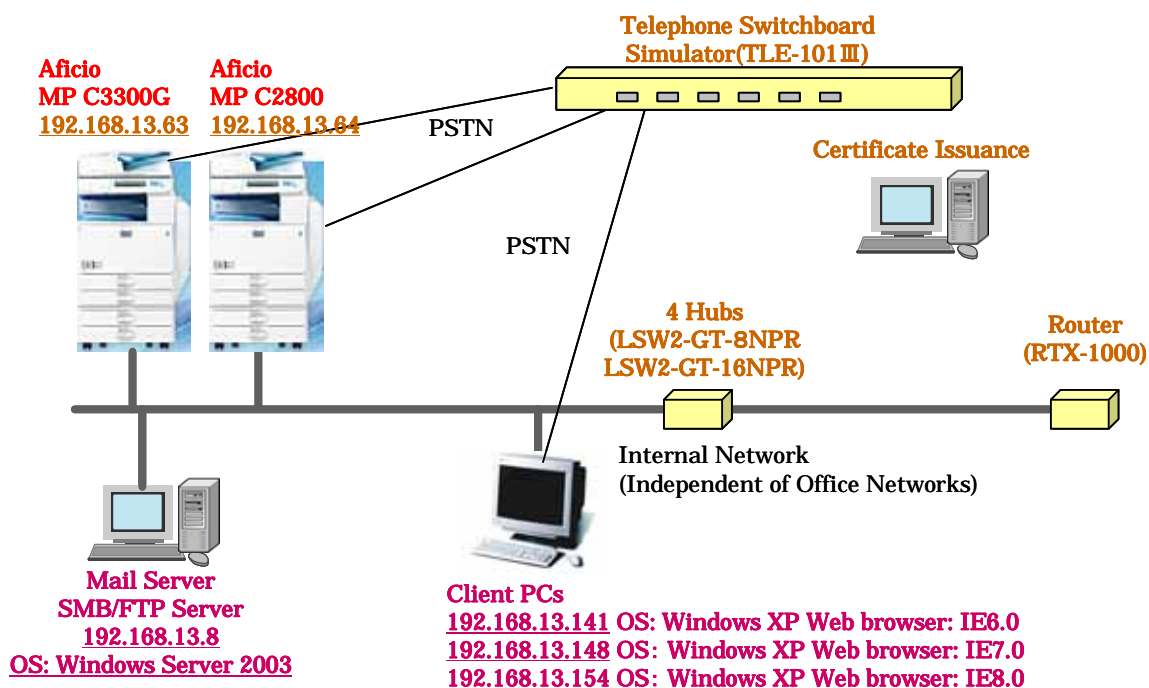 Telephone Switchboard
Simulator(TLE-101Ⅲ)
Aficio
MP C3300G
192.168.13.63
Aficio
MP C2800
192.168.13.64
PSTN
Certificate Issuance
PSTN
4 Hubs
(LSW2-GT-8NPR
LSW2-GT-16NPR)
Router
(RTX-1000)
Internal Network
(Independent of Office Networks)
Mail Server
SMB/FTP Server
192.168.13.8
OS: Windows Server 2003
Client PCs
192.168.13.141 OS: Windows XP Web browser: IE6.0
192.168.13.148 OS: Windows XP Web browser: IE7.0
192.168.13.154 OS: Windows XP Web browser: IE8.0